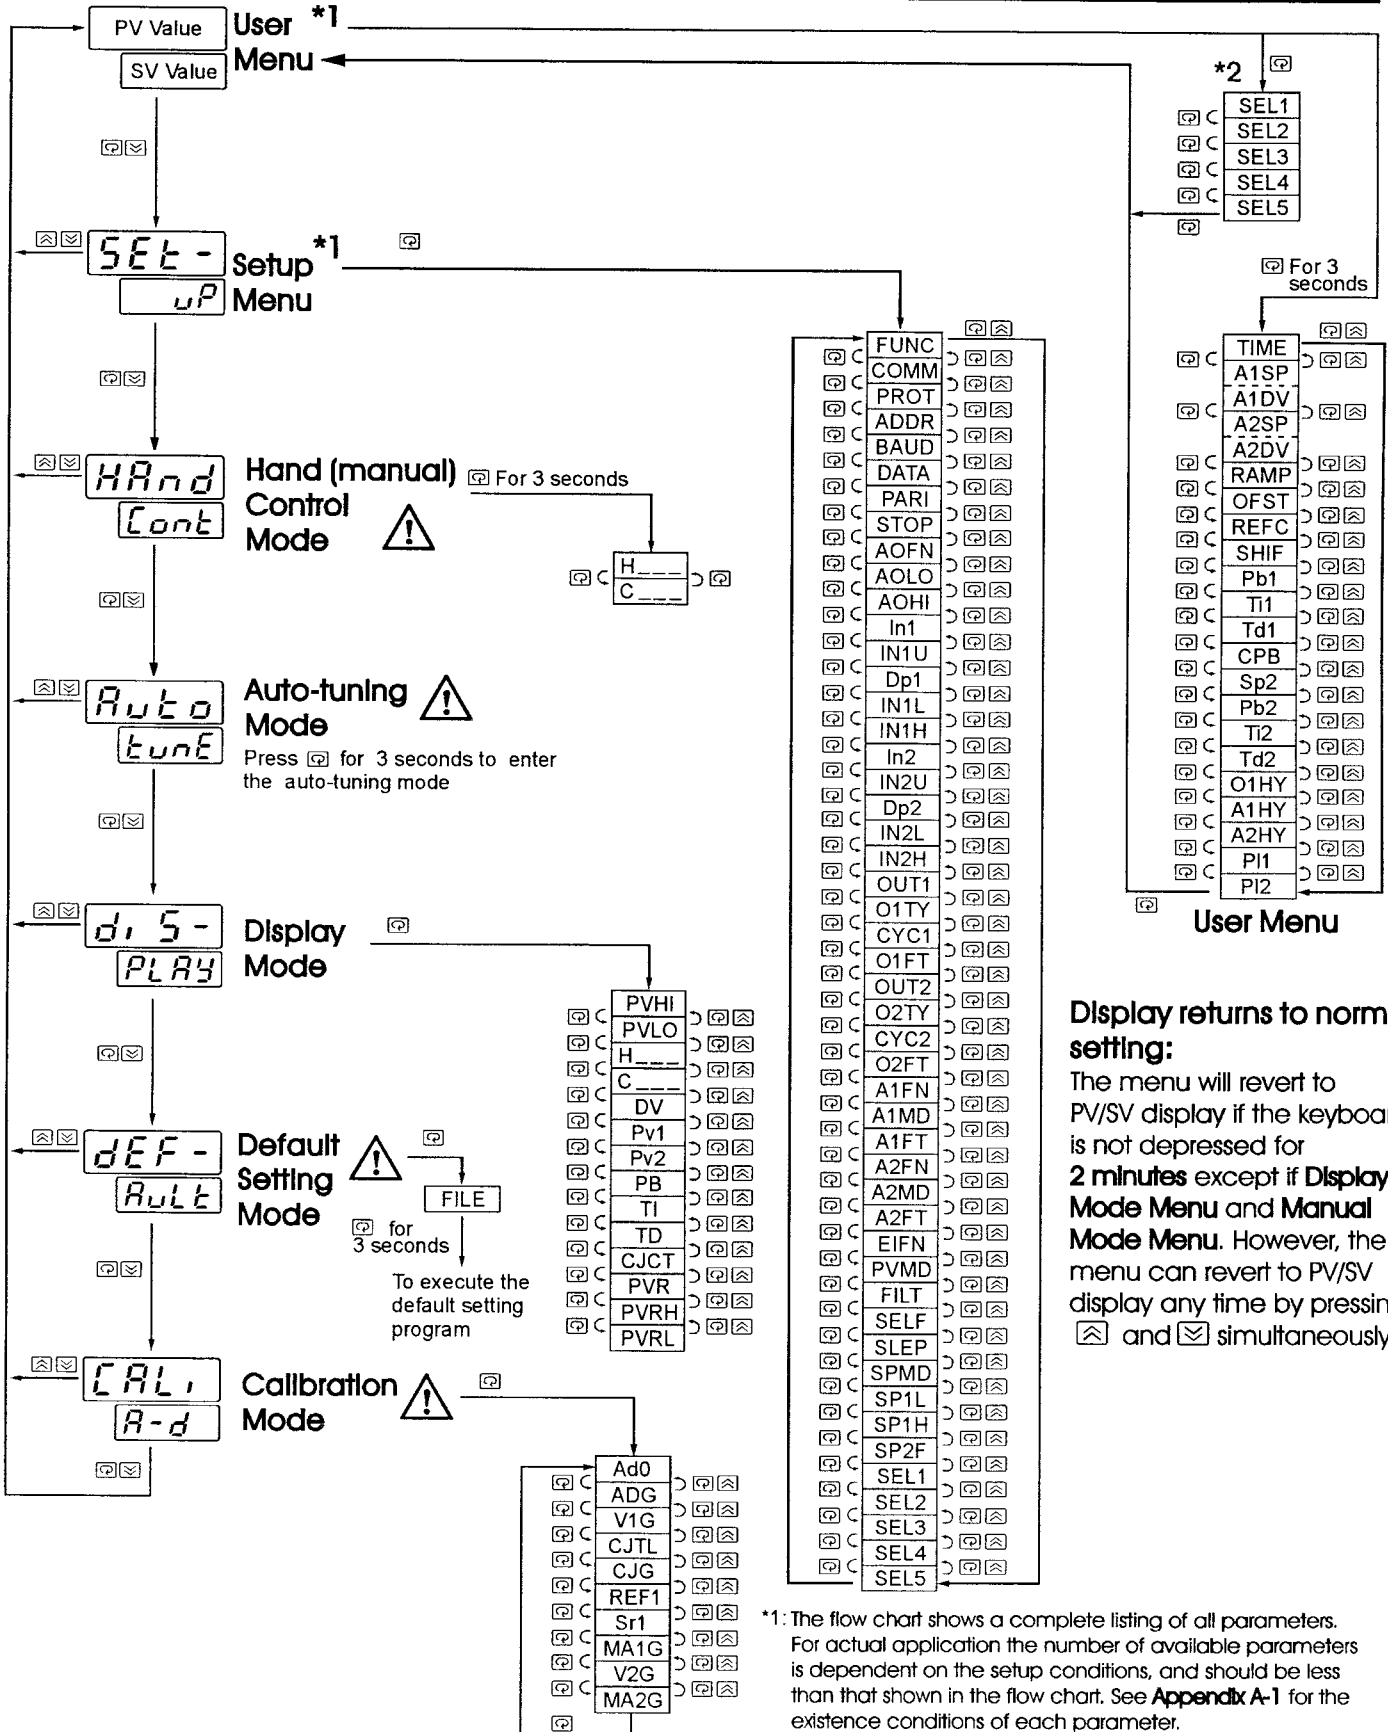 PV Value
SV Value
User *1
Menu
*2
SEL1
SEL2
SEL3
SEL4
SEL5
SEt-
uP
Setup *1
Menu
For 3
seconds
TIME
A1SP
A1DV
A2SP
A2DV
RAMP
OFST
REFC
SHIF
Pb1
Ti1
Td1
CPB
Sp2
Pb2
Ti2
Td2
O1HY
A1HY
A2HY
Pl1
Pl2
User Menu
FUNC
COMM
PROT
ADDR
BAUD
DATA
PARI
STOP
AOFN
AOLO
AOHI
In1
IN1U
Dp1
IN1L
IN1H
In2
IN2U
Dp2
IN2L
IN2H
OUT1
O1TY
CYC1
O1FT
OUT2
O2TY
CYC2
O2FT
A1FN
A1MD
A1FT
A2FN
A2MD
A2FT
EIFN
PVMD
FILT
SELF
SLEP
SPMD
SP1L
SP1H
SP2F
SEL1
SEL2
SEL3
SEL4
SEL5
HAnd
Cont
Hand (manual)
Control
Mode
For 3 seconds
H___
C___
Auto
tunE
Auto-tuning
Mode
Press for 3 seconds to enter
the auto-tuning mode
diS-
PLAY
Display
Mode
PVHI
PVLO
H___
C___
DV
Pv1
Pv2
PB
TI
TD
CJCT
PVR
PVRH
PVRL
dEF-
AuLt
Default
Setting
Mode
FILE
for
3 seconds
To execute the
default setting
program
CALi
A-d
Calibration
Mode
Ad0
ADG
V1G
CJTL
CJG
REF1
Sr1
MA1G
V2G
MA2G
Display returns to norm
setting:
The menu will revert to
PV/SV display if the keyboar
is not depressed for
2 minutes except if Display
Mode Menu and Manual
Mode Menu. However, the
menu can revert to PV/SV
display any time by pressin
and simultaneously
*1: The flow chart shows a complete listing of all parameters.
For actual application the number of available parameters
is dependent on the setup conditions, and should be less
than that shown in the flow chart. See Appendix A-1 for the
existence conditions of each parameter.